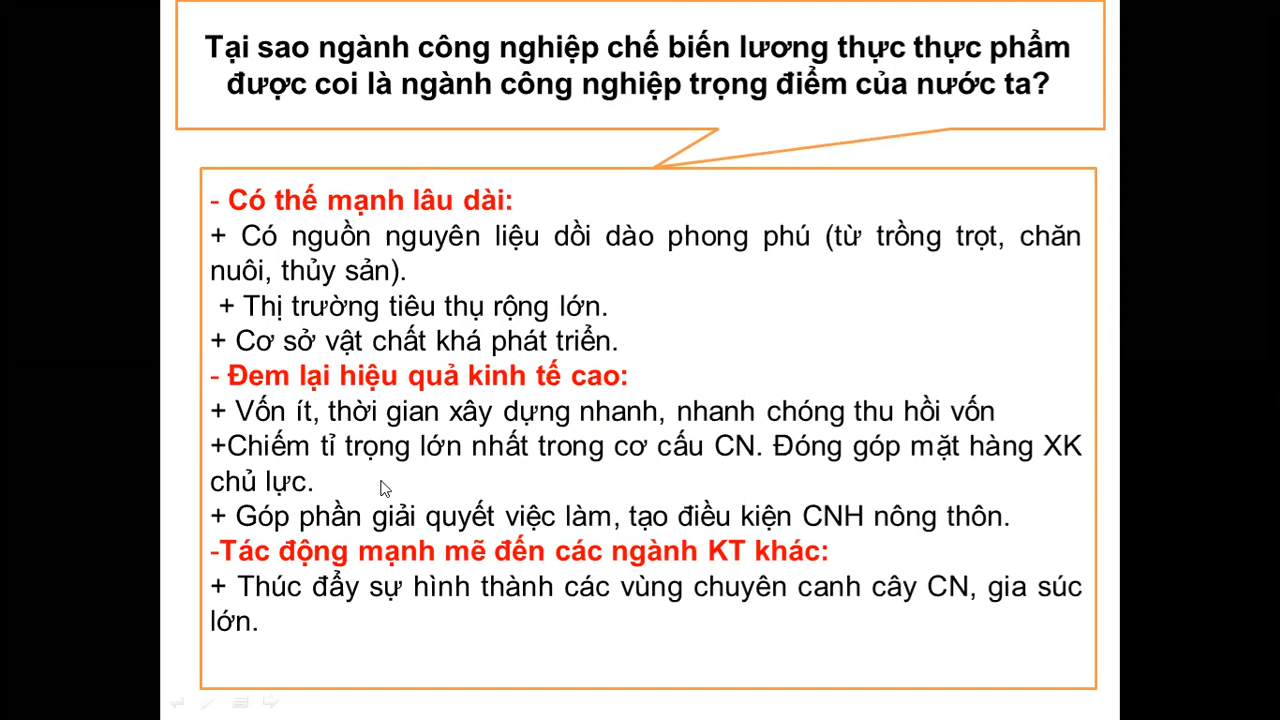 Tại sao ngành công nghiệp chế biến lương thực thực phẩm
được coi là ngành công nghiệp trọng điểm của nước ta?
- Có thế mạnh lâu dài:
+ Có nguồn nguyên liệu dồi dào phong phú (từ trồng trọt, chăn
nuôi, thủy sản).
+ Thị trường tiêu thụ rộng lớn.
+ Cơ sở vật chất khá phát triển.
- Đem lại hiệu quả kinh tế cao:
+ Vốn ít, thời gian xây dựng nhanh, nhanh chóng thu hồi vốn
+Chiếm tỉ trọng lớn nhất trong cơ cấu CN. Đóng góp mặt hàng XK
chủ lực.
+ Góp phần giải quyết việc làm, tạo điều kiện CNH nông thôn.
-Tác động mạnh mẽ đến các ngành KT khác:
+ Thúc đẩy sự hình thành các vùng chuyên canh cây CN, gia súc
lớn.